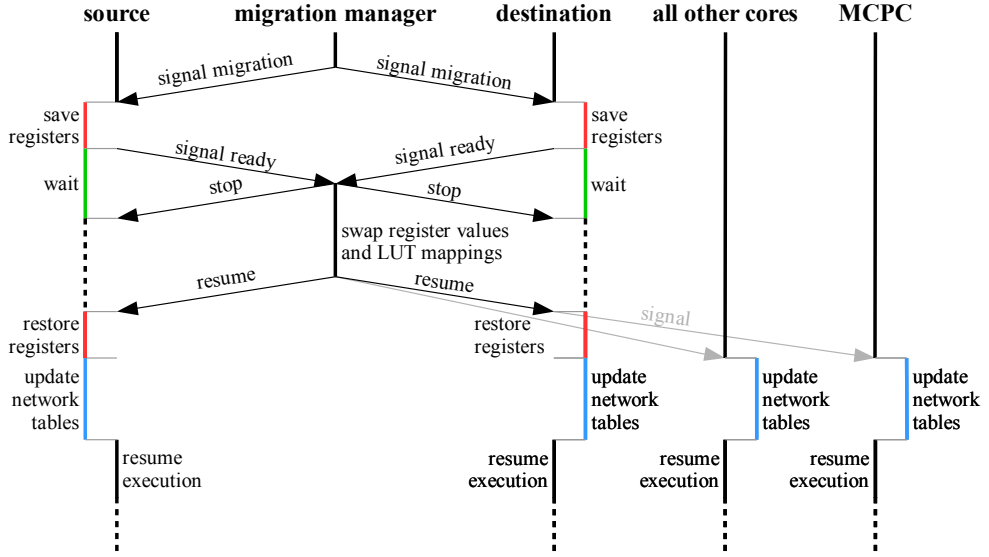 source
migration manager
destination
all other cores
MCPC
signal migration
signal migration
save
registers
save
registers
signal ready
signal ready
wait
stop
stop
wait
swap register values
and LUT mappings
resume
resume
signal
restore
registers
restore
registers
update
network
tables
update
network
tables
update
network
tables
update
network
tables
resume
execution
resume
execution
resume
execution
resume
execution